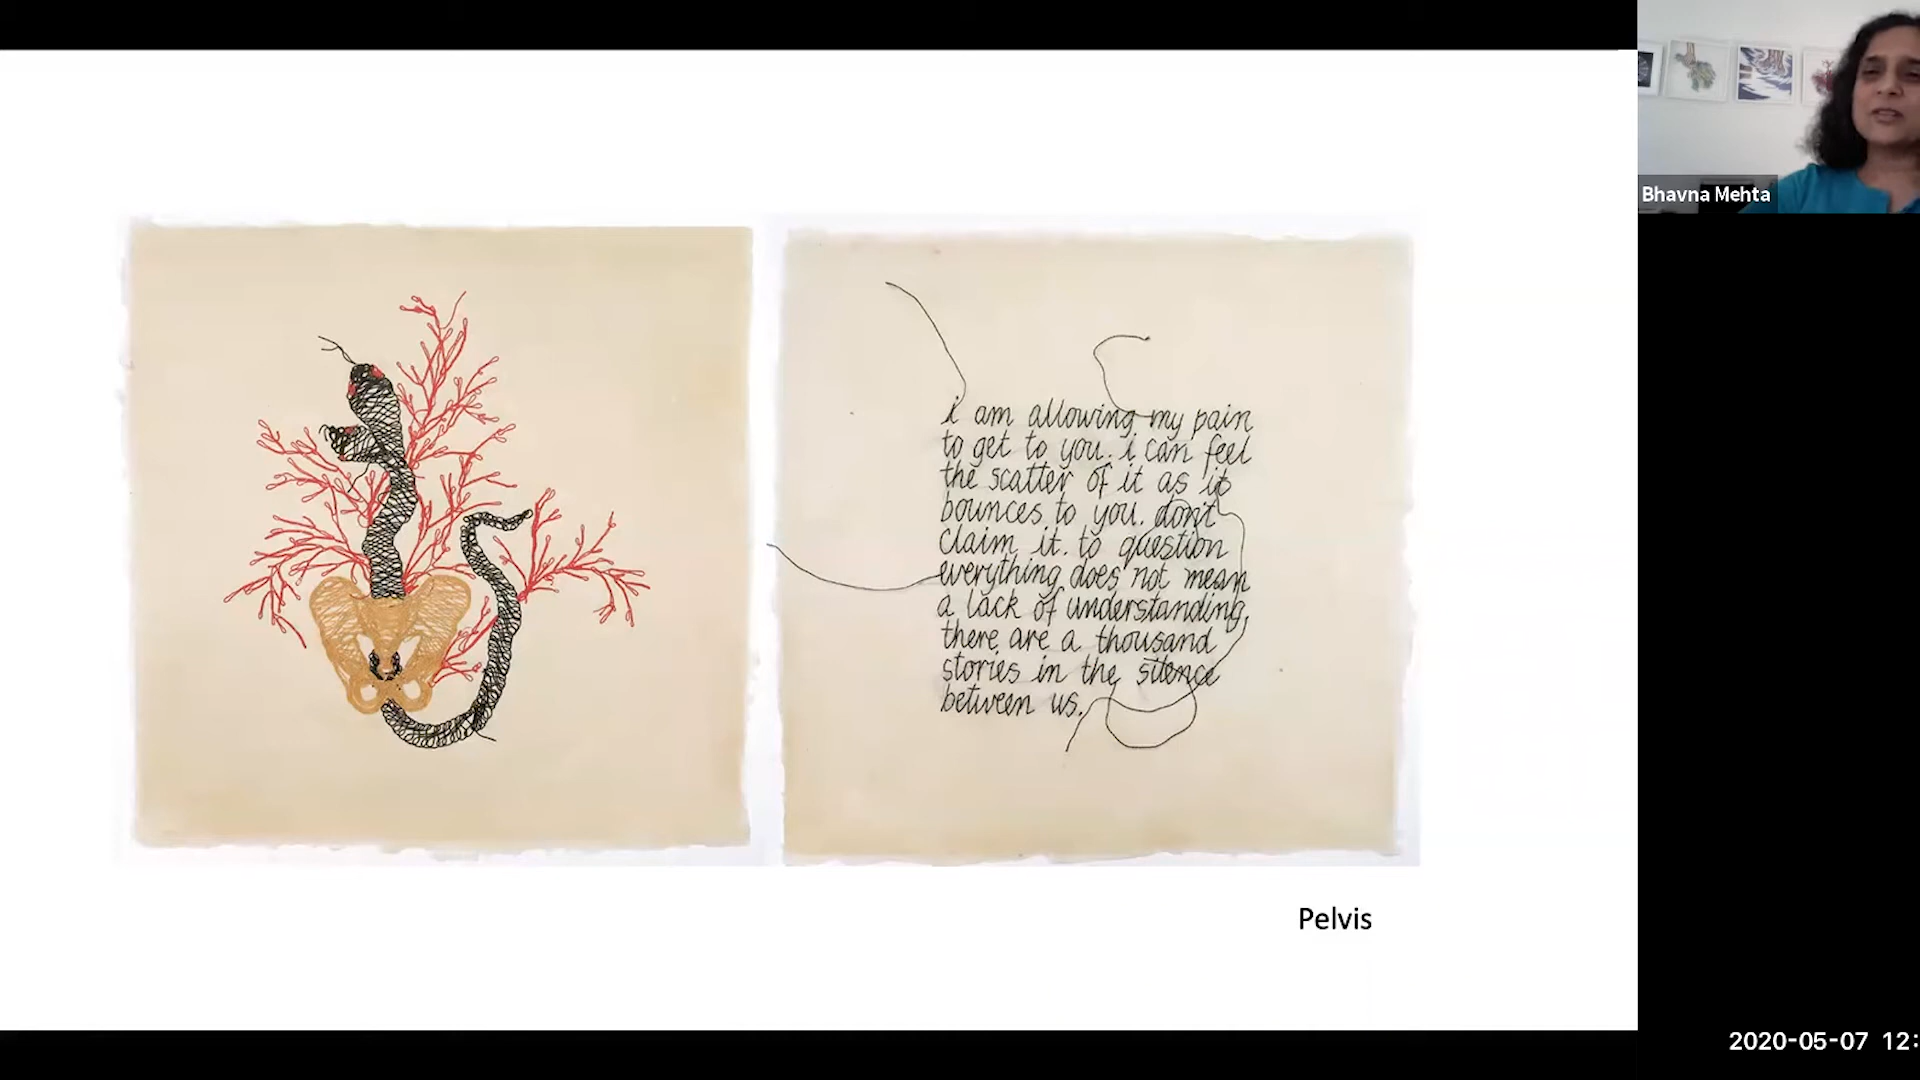 i am allowing my pain
to get to you. i can feel
the scatter of it as it
bounces to you. don't
claim it. to question
everything does not mean
a lack of understanding.
there are a thousand
stories in the silence
between us.
Pelvis
Bhavna Mehta
2020-05-07 12: